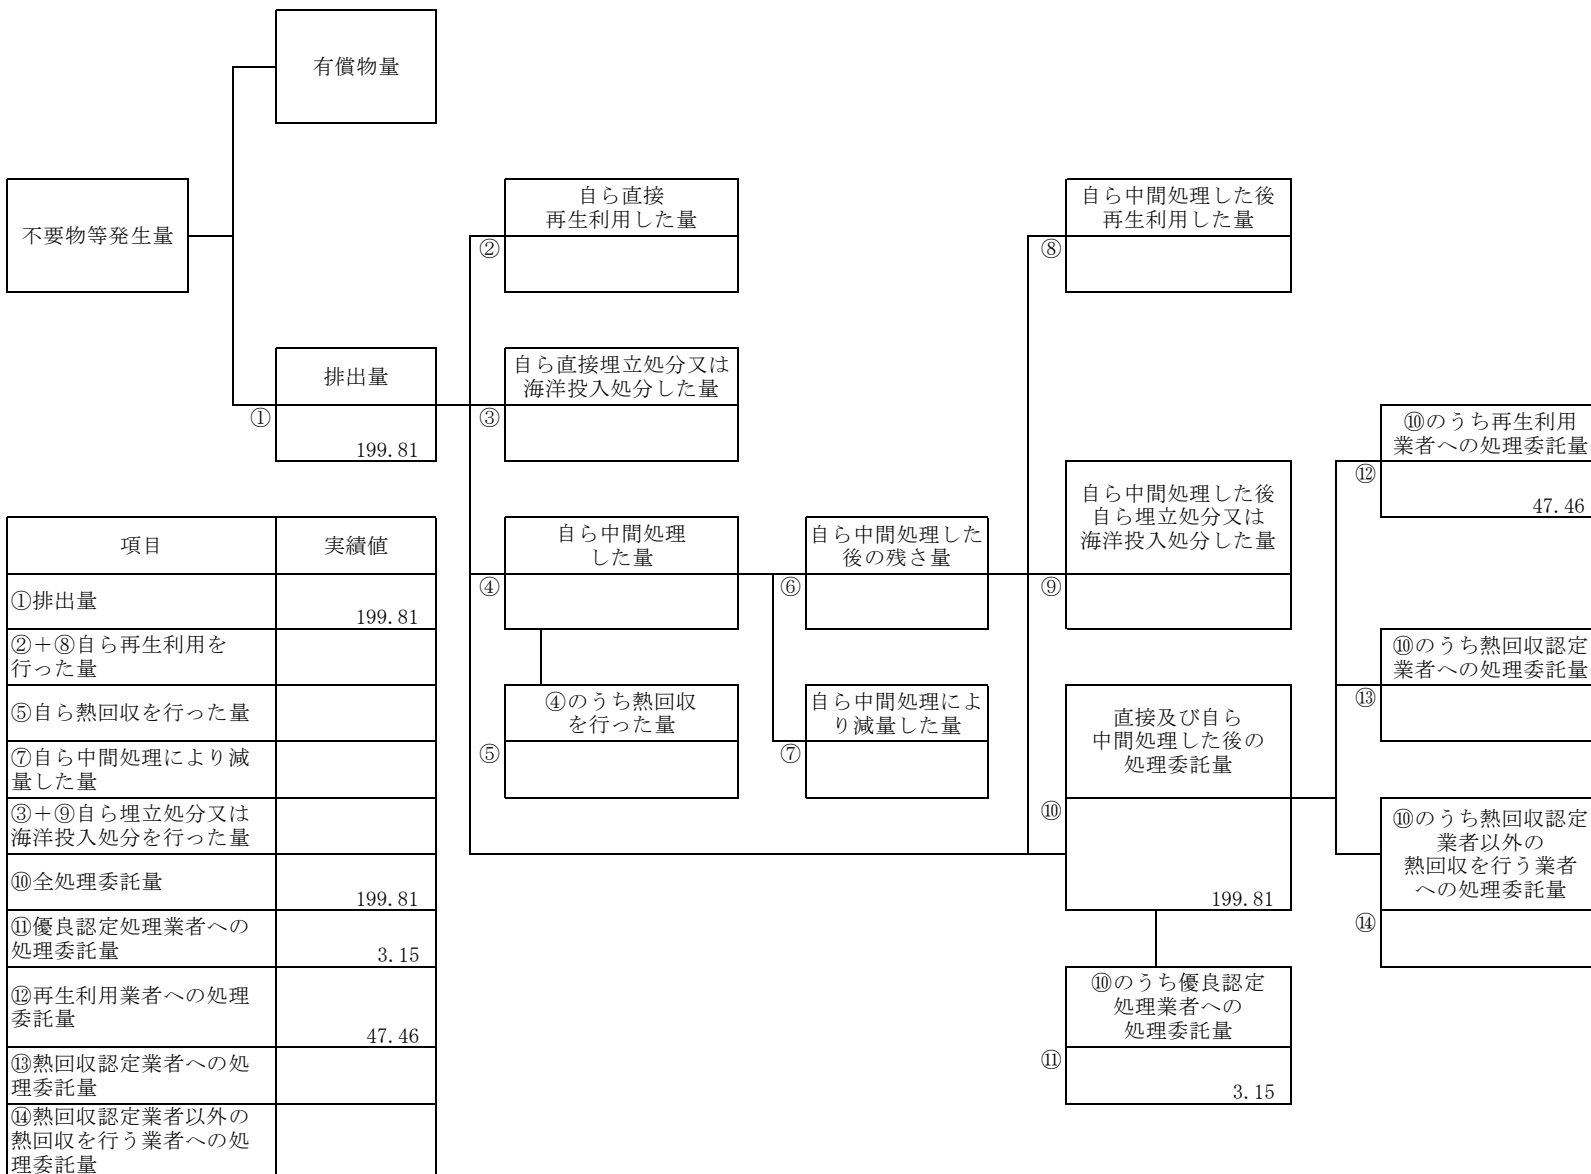 有償物量
不要物等発生量
自ら直接
再生利用した量
②
自ら中間処理した後
再生利用した量
⑧
排出量
①
199.81
自ら直接埋立処分又は
海洋投入処分した量
③
⑩のうち再生利用
業者への処理委託量
⑫
47.46
自ら中間処理
した量
④
自ら中間処理した
後の残さ量
⑥
自ら中間処理した後
自ら埋立処分又は
海洋投入処分した量
⑨
④のうち熱回収
を行った量
⑤
自ら中間処理によ
り減量した量
⑦
直接及び自ら
中間処理した後の
処理委託量
⑩
199.81
⑩のうち熱回収認定
業者への処理委託量
⑬
⑩のうち熱回収認定
業者以外の
熱回収を行う業者
への処理委託量
⑭
⑩のうち優良認定
処理業者への
処理委託量
⑪
3.15
項目 実績値
①排出量 199.81
②＋⑧自ら再生利用を
行った量
⑤自ら熱回収を行った量
⑦自ら中間処理により減
量した量
③＋⑨自ら埋立処分又は
海洋投入処分を行った量
⑩全処理委託量 199.81
⑪優良認定処理業者への
処理委託量 3.15
⑫再生利用業者への処理
委託量 47.46
⑬熱回収認定業者への処
理委託量
⑭熱回収認定業者以外の
熱回収を行う業者への処
理委託量